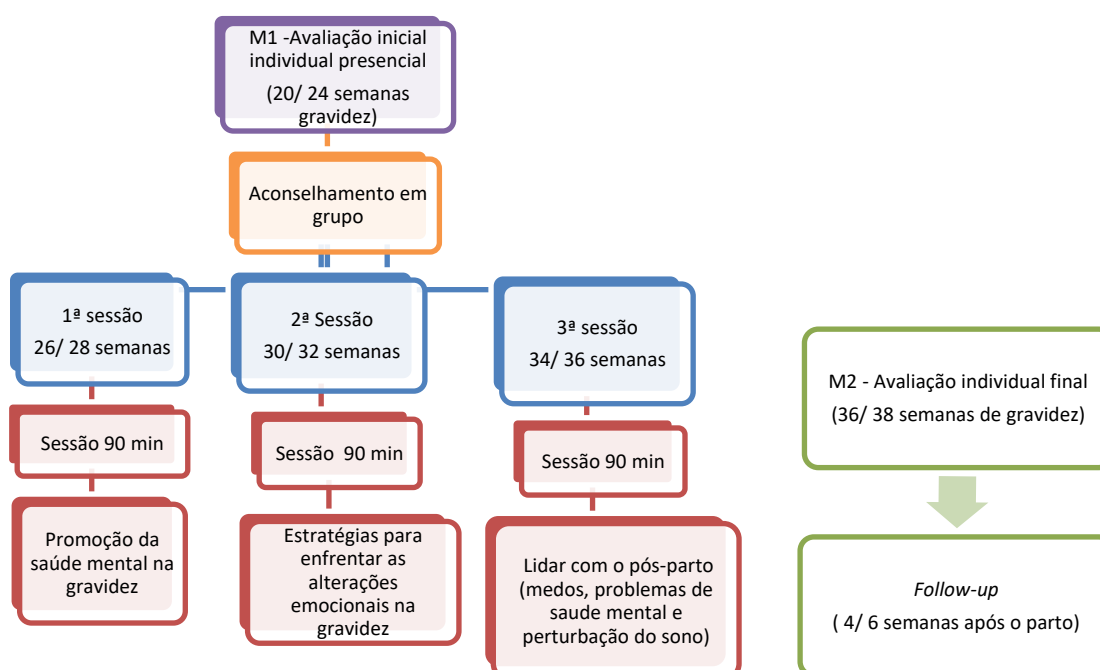 M1 -Avaliação inicial
individual presencial
(20/ 24 semanas
gravidez)
Aconselhamento em
grupo
1ª sessão
26/ 28 semanas
2ª Sessão
30/ 32 semanas
3ª sessão
34/ 36 semanas
Sessão 90 min
Sessão  90 min
Sessão 90 min
Promoção da
saúde mental na
gravidez
Estratégias para
enfrentar as
alterações
emocionais na
gravidez
Lidar com o pós-parto
(medos, problemas de
saude mental e
perturbação do sono)
M2 - Avaliação individual final
(36/ 38 semanas de gravidez)
Follow-up
( 4/ 6 semanas após o parto)